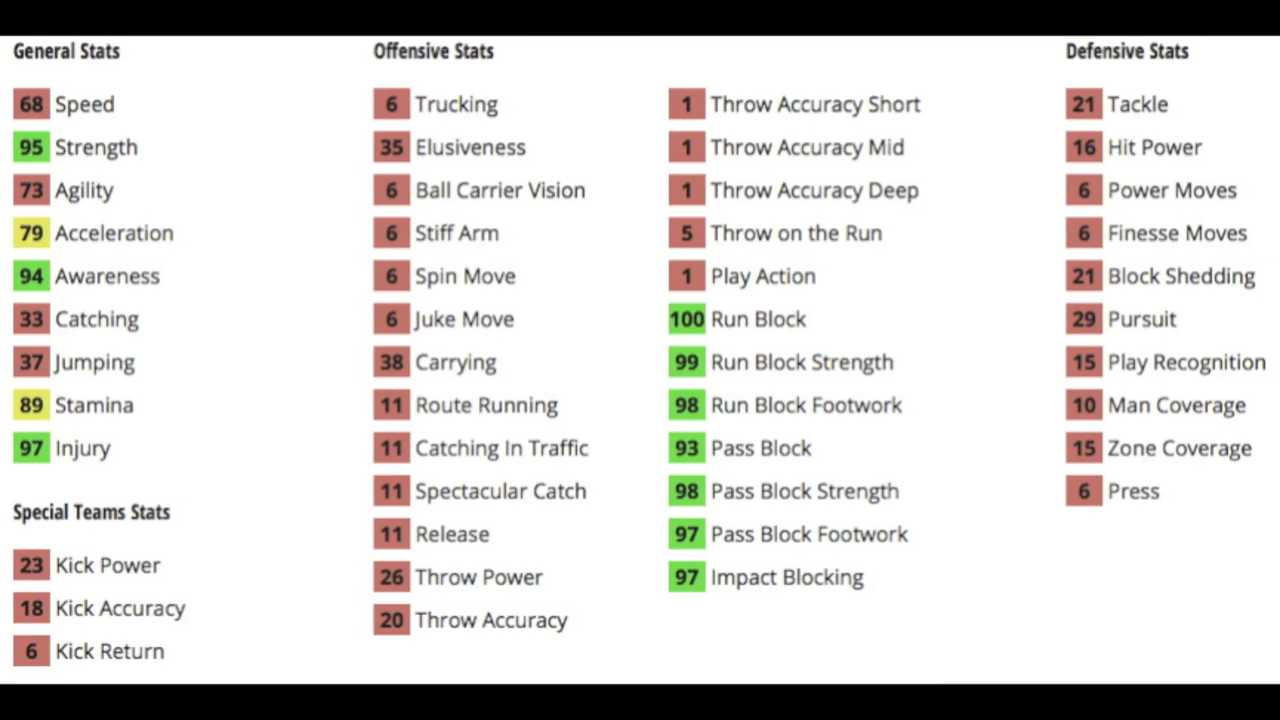 General Stats
68 Speed
95 Strength
73 Agility
79 Acceleration
94 Awareness
33 Catching
37 Jumping
89 Stamina
97 Injury
Special Teams Stats
23 Kick Power
18 Kick Accuracy
6 Kick Return
Offensive Stats
6 Trucking
35 Elusiveness
6 Ball Carrier Vision
6 Stiff Arm
6 Spin Move
6 Juke Move
38 Carrying
11 Route Running
11 Catching In Traffic
11 Spectacular Catch
11 Release
26 Throw Power
20 Throw Accuracy
1 Throw Accuracy Short
1 Throw Accuracy Mid
1 Throw Accuracy Deep
5 Throw on the Run
1 Play Action
100 Run Block
99 Run Block Strength
98 Run Block Footwork
93 Pass Block
98 Pass Block Strength
97 Pass Block Footwork
97 Impact Blocking
Defensive Stats
21 Tackle
16 Hit Power
6 Power Moves
6 Finesse Moves
21 Block Shedding
29 Pursuit
15 Play Recognition
10 Man Coverage
15 Zone Coverage
6 Press